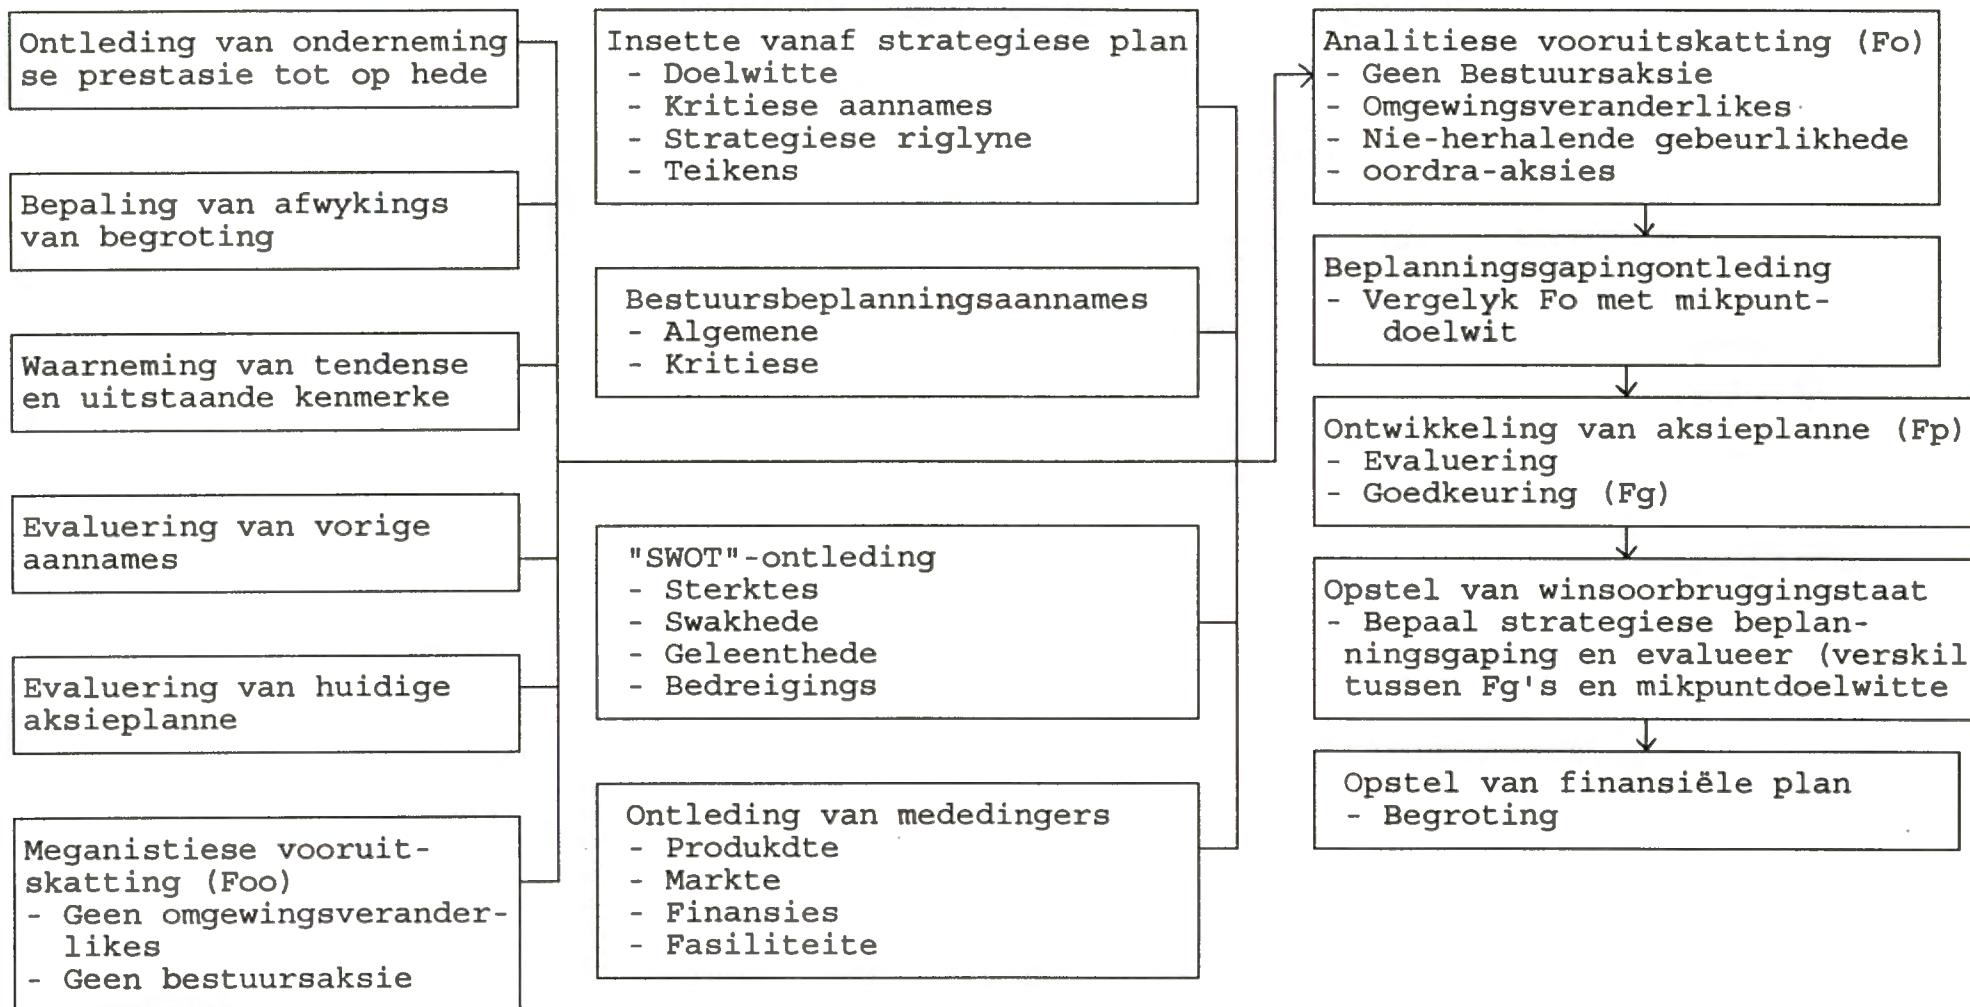 Ontleding van onderneming
se prestasie tot op hede
Bepaling van afwykings
van begroting
Waarneming van tendense
en uitstaande kenmerke
Evaluering van vorige
aannames
Evaluering van huidige
aksieplanne
Meganistiese vooruit-
skatting (Foo)
- Geen omgewingsverander-
likes
- Geen bestuursaksie
Insette vanaf strategiese plan
- Doelwitte
- Kritiese aannames
- Strategiese riglyne
- Teikens
Bestuursbeplanningsaannames
- Algemene
- Kritiese
"SWOT"-ontleding
- Sterktes
- Swakhede
- Geleenthede
- Bedreigings
Ontleding van mededingers
- Produkdte
- Markte
- Finansies
- Fasiliteite
Analitiese vooruitskatting (Fo)
- Geen Bestuursaksie
- Omgewingsveranderlikes
- Nie-herhalende gebeurlikhede
- oordra-aksies
Beplanningsgapingontleding
- Vergelyk Fo met mikpunt-
doelwit
Ontwikkeling van aksieplanne (Fp)
- Evaluering
- Goedkeuring (Fg)
Opstel van winsoorbruggingstaat
- Bepaal strategiese beplan-
ningsgaping en evalueer (verskil
tussen Fg's en mikpuntdoelwitte
Opstel van finansiële plan
- Begroting